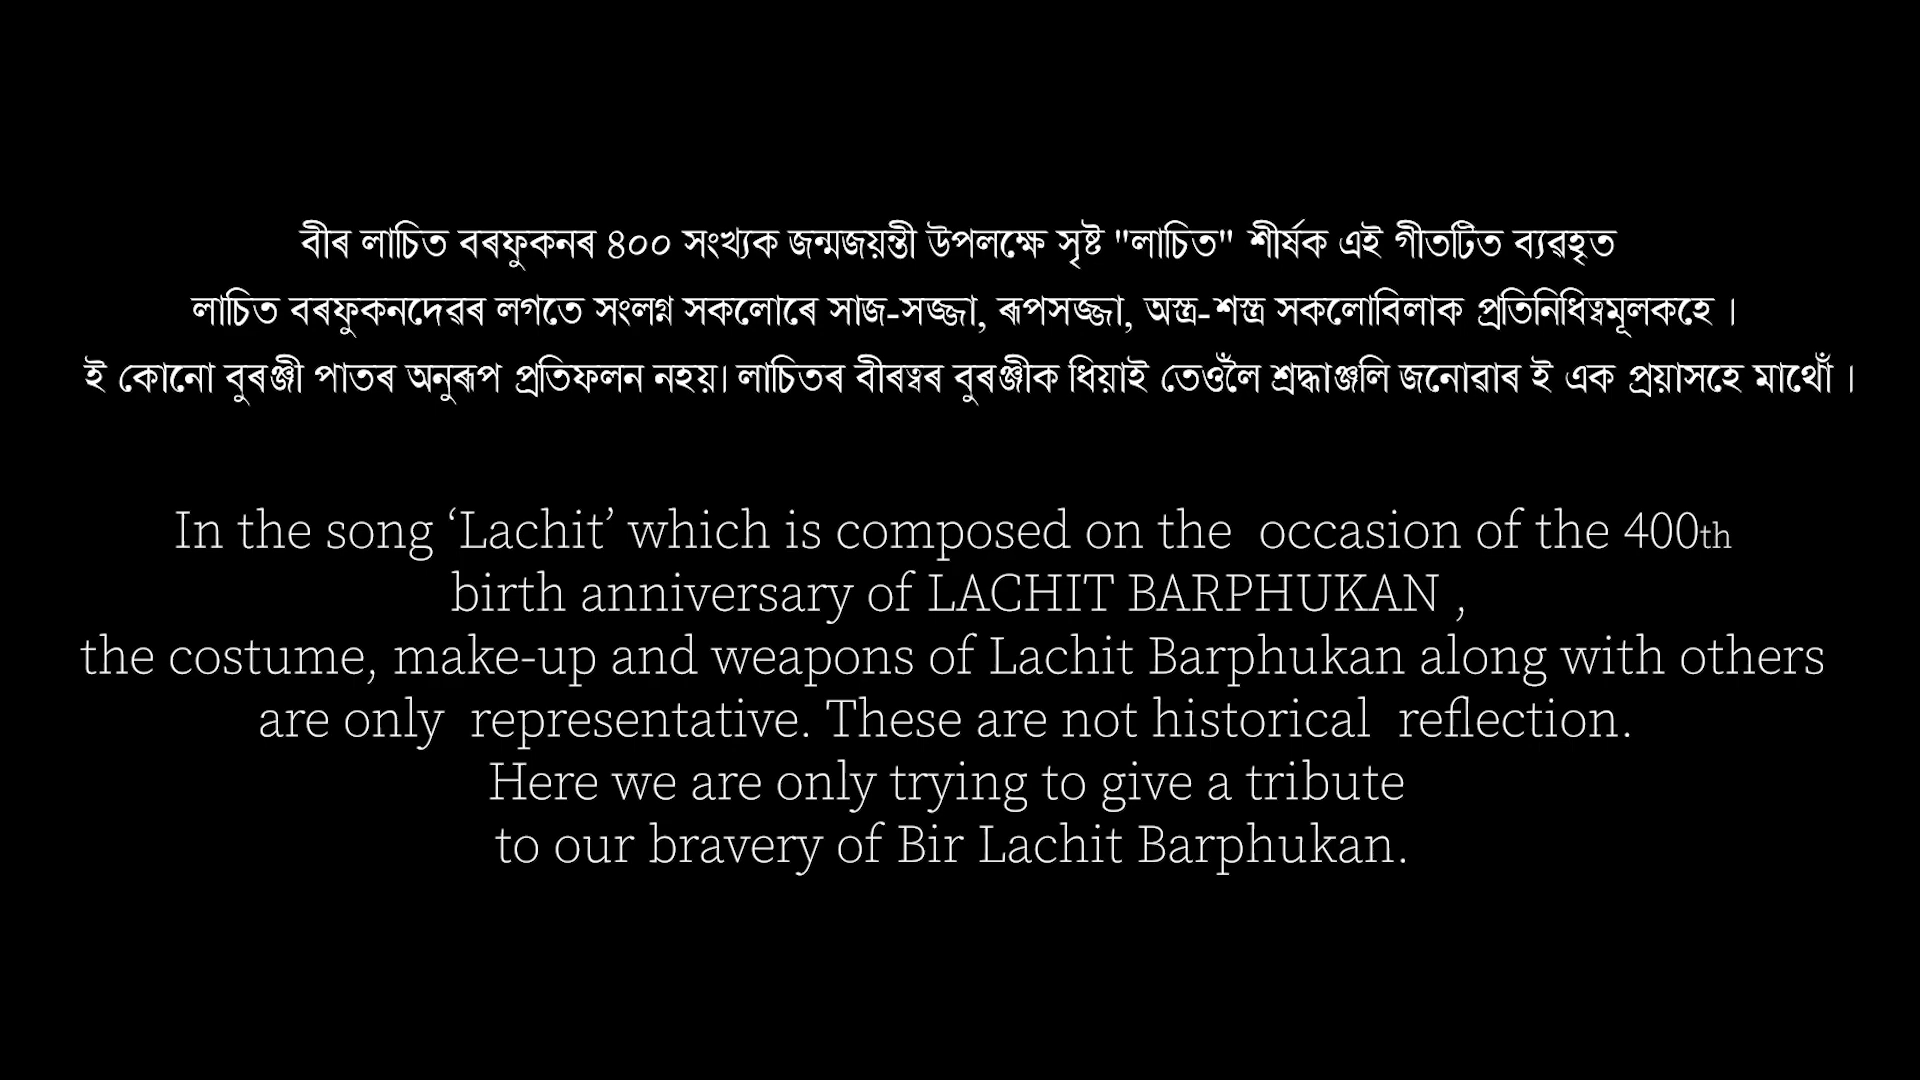 বীৰ লাচিত বৰফুকনৰ ৪০০ সংখ্যক জন্মজয়ন্তী উপলক্ষে সৃষ্ট "লাচিত" শীৰ্ষক এই গীতটিত ব্যৱহৃত
লাচিত বৰফুকনদেৱৰ লগতে সংলগ্ন সকলোৰে সাজ-সজ্জা, ৰূপসজ্জা, অস্ত্ৰ-শস্ত্ৰ সকলোবিলাক প্ৰতিনিধিত্বমূলকহে ।
ই কোনো বুৰঞ্জী পাতৰ অনুৰূপ প্ৰতিফলন নহয়। লাচিতৰ বীৰত্বৰ বুৰঞ্জীক ধিয়াই তেওঁলৈ শ্ৰদ্ধাঞ্জলি জনোৱাৰ ই এক প্ৰয়াসহে মাথোঁ ।
In the song ‘Lachit’ which is composed on the occasion of the 400th
birth anniversary of LACHIT BARPHUKAN ,
the costume, make-up and weapons of Lachit Barphukan along with others
are only representative. These are not historical reflection.
Here we are only trying to give a tribute
to our bravery of Bir Lachit Barphukan.